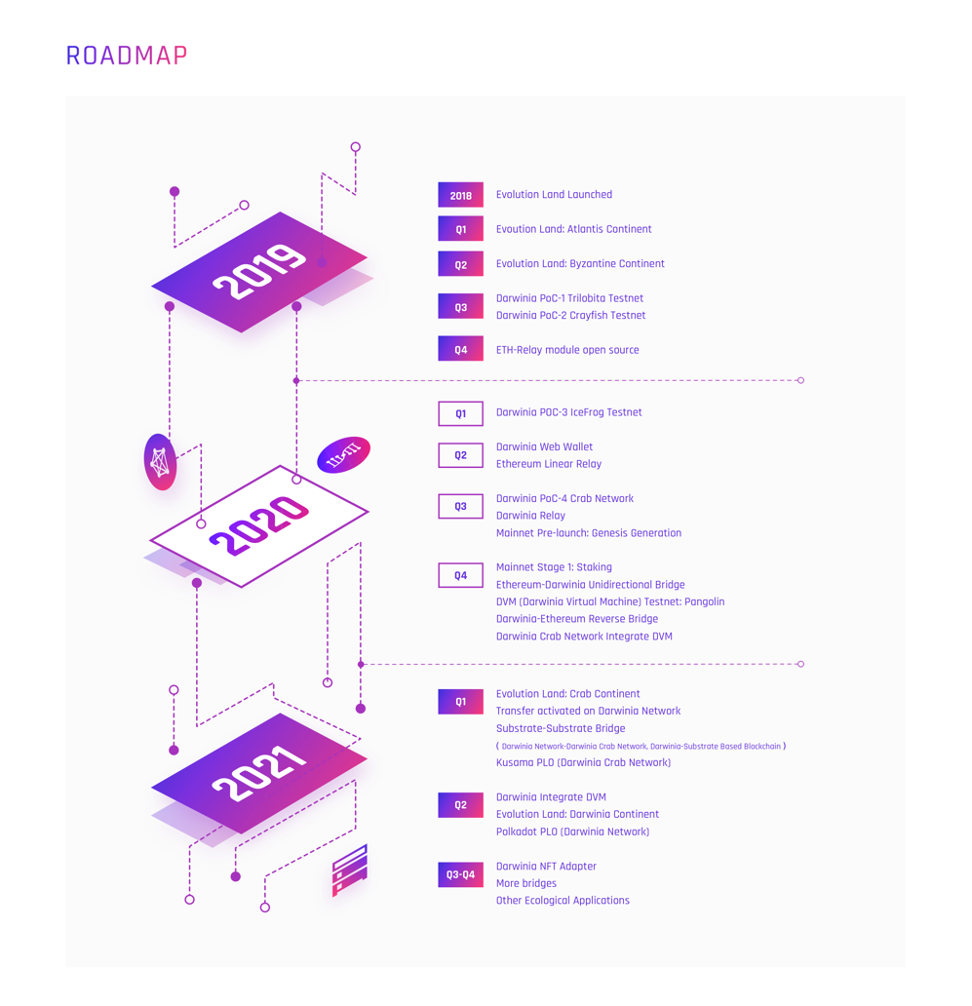 ROADMAP
2019
2018
Evolution Land Launched
Q1
Evoution Land: Atlantis Continent
Q2
Evolution Land: Byzantine Continent
Q3
Darwinia PoC-1 Trilobita Testnet
Darwinia PoC-2 Crayfish Testnet
Q4
ETH-Relay module open source
2020
Q1
Darwinia POC-3 IceFrog Testnet
Q2
Darwinia Web Wallet
Ethereum Linear Relay
Q3
Darwinia PoC-4 Crab Network
Darwinia Relay
Mainnet Pre-launch: Genesis Generation
Q4
Mainnet Stage 1: Staking
Ethereum-Darwinia Unidirectional Bridge
DVM (Darwinia Virtual Machine) Testnet: Pangolin
Darwinia-Ethereum Reverse Bridge
Darwinia Crab Network Integrate DVM
2021
Q1
Evolution Land: Crab Continent
Transfer activated on Darwinia Network
Substrate-Substrate Bridge
( Darwinia Network-Darwinia Crab Network, Darwinia-Substrate Based Blockchain )
Kusama PLO (Darwinia Crab Network)
Q2
Darwinia Integrate DVM
Evolution Land: Darwinia Continent
Polkadot PLO (Darwinia Network)
Q3-Q4
Darwinia NFT Adapter
More bridges
Other Ecological Applications